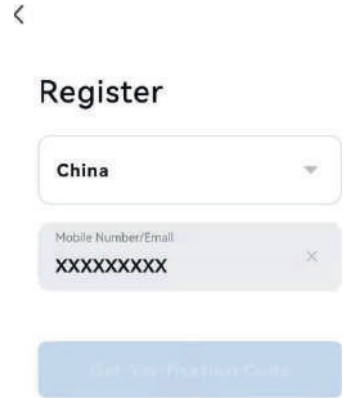 Register
China
Mobile Number/Email
XXXXXXXXX
Get Verification Code